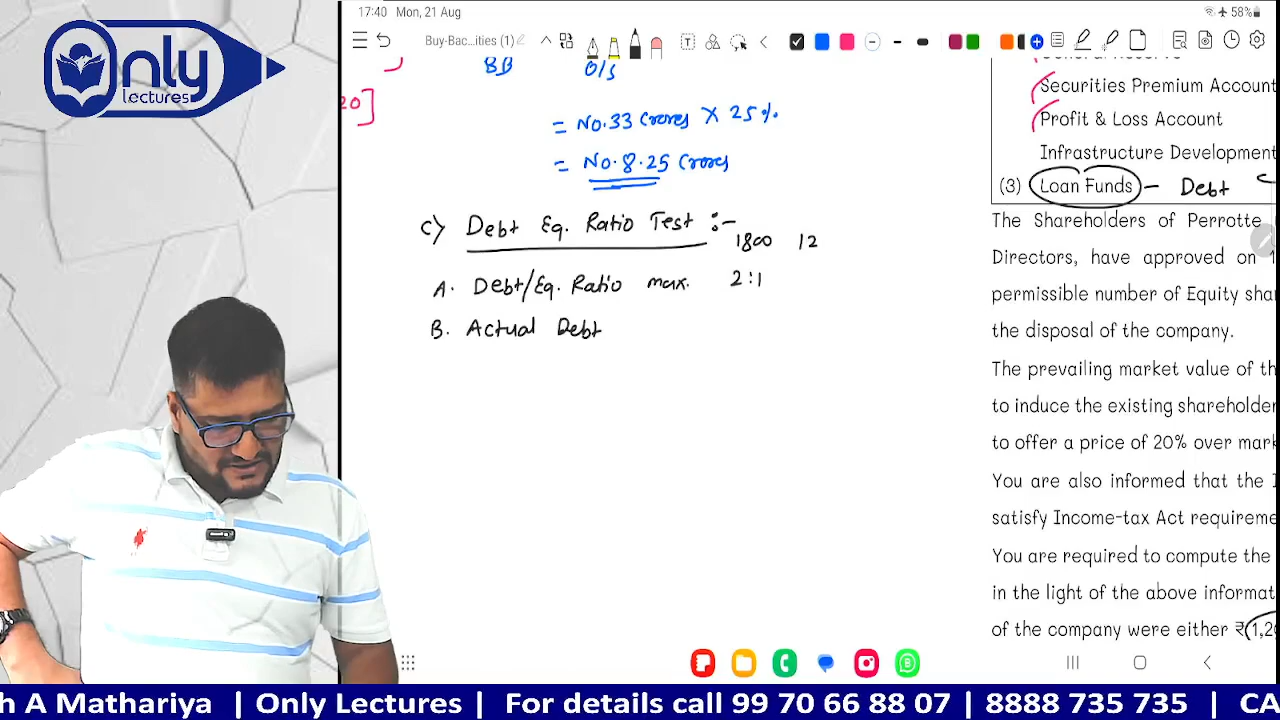 17:40 Mon, 21 Aug
58%
Only
lectures
Buy-Bac...ities (1)
BB O/S
20]
= No.33 Crores X 25%
= No.8.25 Crores
C) Debt Eq. Ratio Test :-
1800 12
A. Debt/Eq. Ratio max. 2:1
B. Actual Debt
General Reserve
Securities Premium Account
Profit & Loss Account
Infrastructure Development
(3) Loan Funds - Debt
The Shareholders of Perrotte
Directors, have approved on
permissible number of Equity sha
the disposal of the company.
The prevailing market value of th
to induce the existing shareholder
to offer a price of 20% over mark
You are also informed that the I
satisfy Income-tax Act requireme
You are required to compute the
in the light of the above informat
of the company were either ₹1,20
h A Mathariya | Only Lectures | For details call 99 70 66 88 07 | 8888 735 735 | CA